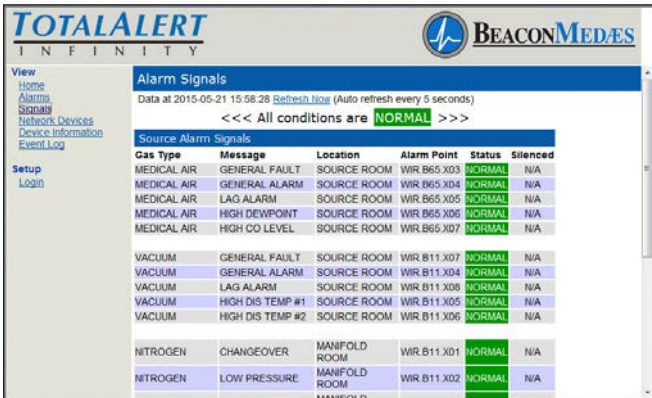 TOTALALERT
INFINITY
BEACONMEDÆS
View
Home
Alarms
Signals
Network Devices
Device Information
Event Log
Setup
Login
Alarm Signals
Data at 2015-05-21 15:58:28 Refresh Now (Auto refresh every 5 seconds)
<<< All conditions are NORMAL >>>
Source Alarm Signals
Gas Type Message Location Alarm Point Status Silenced
MEDICAL AIR GENERAL FAULT SOURCE ROOM WIR.B65.X03 NORMAL N/A
MEDICAL AIR GENERAL ALARM SOURCE ROOM WIR.B65.X04 NORMAL N/A
MEDICAL AIR LAG ALARM SOURCE ROOM WIR.B65.X05 NORMAL N/A
MEDICAL AIR HIGH DEWPOINT SOURCE ROOM WIR.B65.X06 NORMAL N/A
MEDICAL AIR HIGH CO LEVEL SOURCE ROOM WIR.B65.X07 NORMAL N/A
VACUUM GENERAL FAULT SOURCE ROOM WIR.B11.X07 NORMAL N/A
VACUUM GENERAL ALARM SOURCE ROOM WIR.B11.X04 NORMAL N/A
VACUUM LAG ALARM SOURCE ROOM WIR.B11.X08 NORMAL N/A
VACUUM HIGH DIS TEMP #1 SOURCE ROOM WIR.B11.X05 NORMAL N/A
VACUUM HIGH DIS TEMP #2 SOURCE ROOM WIR.B11.X06 NORMAL N/A
NITROGEN CHANGEOVER MANIFOLD ROOM WIR.B11.X01 NORMAL N/A
NITROGEN LOW PRESSURE MANIFOLD ROOM WIR.B11.X02 NORMAL N/A